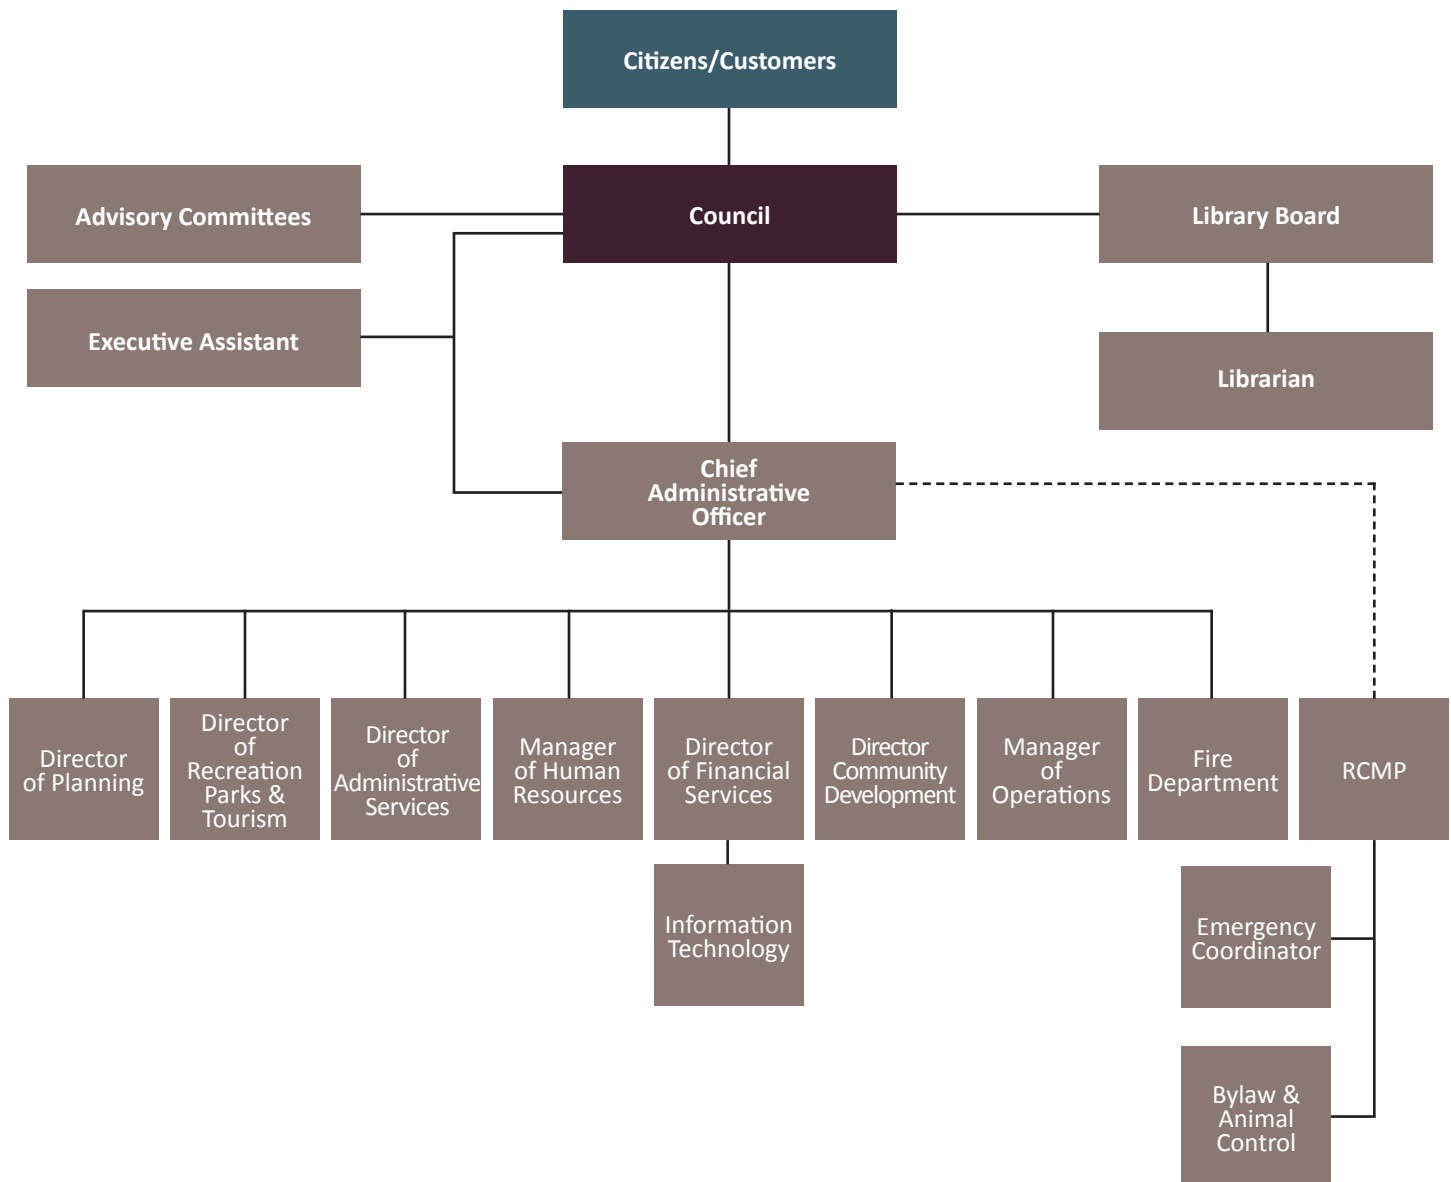 Citizens/Customers
Advisory Committees
Council
Library Board
Executive Assistant
Librarian
Chief
Administrative
Officer
Director
of Planning
Director
of
Recreation
Parks &
Tourism
Director
of
Administrative
Services
Manager
of Human
Resources
Director
of Financial
Services
Director
Community
Development
Manager
of
Operations
Fire
Department
RCMP
Information
Technology
Emergency
Coordinator
Bylaw &
Animal
Control